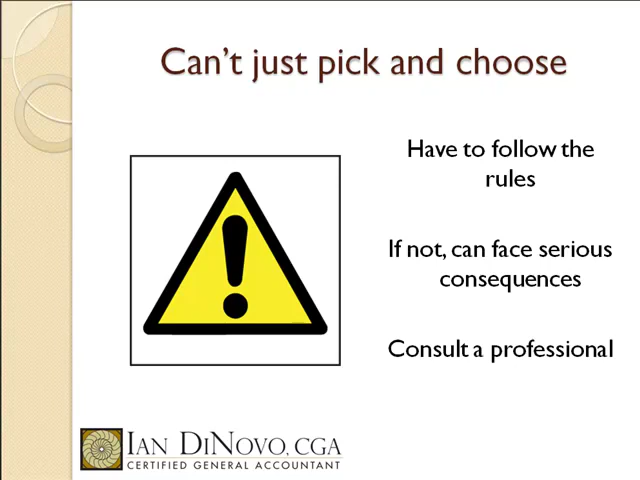 Can't just pick and choose
Have to follow the
rules
If not, can face serious
consequences
Consult a professional
IAN DINOVO, CGA
CERTIFIED GENERAL ACCOUNTANT